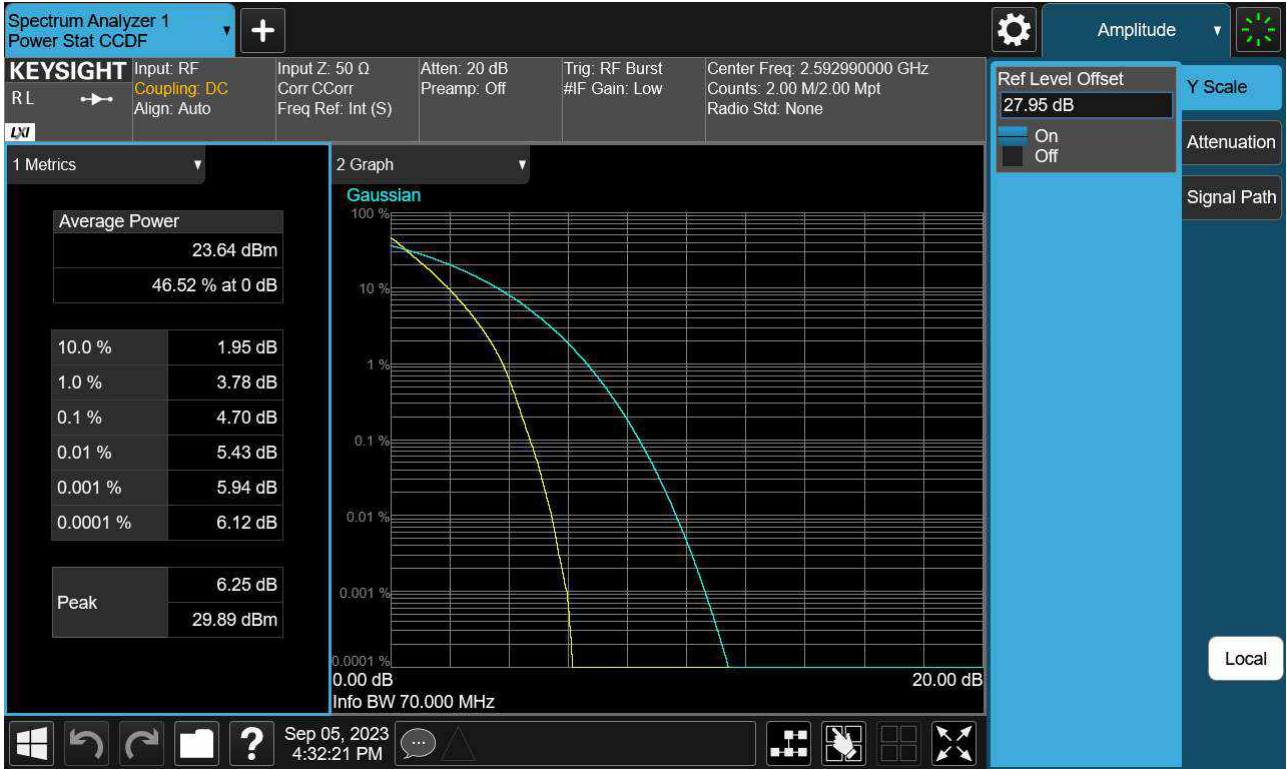 Spectrum Analyzer 1
Power Stat CCDF
+
Amplitude
KEYSIGHT
RL
LXI
Input: RF
Coupling: DC
Align: Auto
Input Z: 50 Ω
Corr CCorr
Freq Ref: Int (S)
Atten: 20 dB
Preamp: Off
Trig: RF Burst
#IF Gain: Low
Center Freq: 2.592990000 GHz
Counts: 2.00 M/2.00 Mpt
Radio Std: None
Ref Level Offset
27.95 dB
On
Off
Y Scale
Attenuation
Signal Path
1 Metrics
Average Power
23.64 dBm
46.52 % at 0 dB
10.0 % 1.95 dB
1.0 % 3.78 dB
0.1 % 4.70 dB
0.01 % 5.43 dB
0.001 % 5.94 dB
0.0001 % 6.12 dB
Peak
6.25 dB
29.89 dBm
2 Graph
Gaussian
100 %
10 %
1 %
0.1 %
0.01 %
0.001 %
0.0001 %
0.00 dB 20.00 dB
Info BW 70.000 MHz
Local
?
Sep 05, 2023
4:32:21 PM